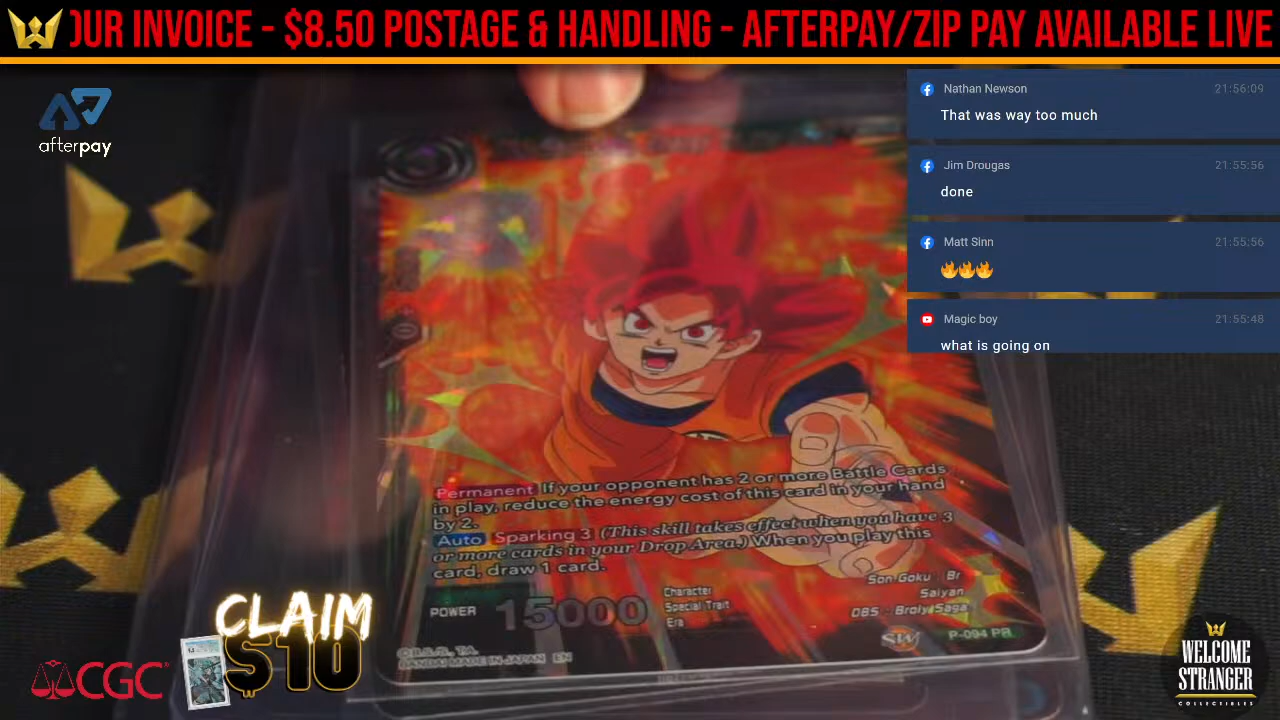 OUR INVOICE - $8.50 POSTAGE & HANDLING - AFTERPAY/ZIP PAY AVAILABLE LIVE
afterpay
Nathan Newson 21:56:09
That was way too much
Jim Drougas 21:55:56
done
Matt Sinn 21:55:56
🔥🔥🔥
Magic boy 21:55:48
what is going on
Permanent If your opponent has 2 or more Battle Cards
in play, reduce the energy cost of this card in your hand
by 2.
Auto Sparking 3 (This skill takes effect when you have 3
or more cards in your Drop Area.) When you play this
card, draw 1 card.
POWER 15000
Character Son Goku : Br
Special Trait Saiyan
Era DBS : Broly Saga
SW P-094 PR
©B.S./S., T.A.
BANDAI MADE IN JAPAN EN
CLAIM
$10
CGC
WELCOME
STRANGER
COLLECTIBLES